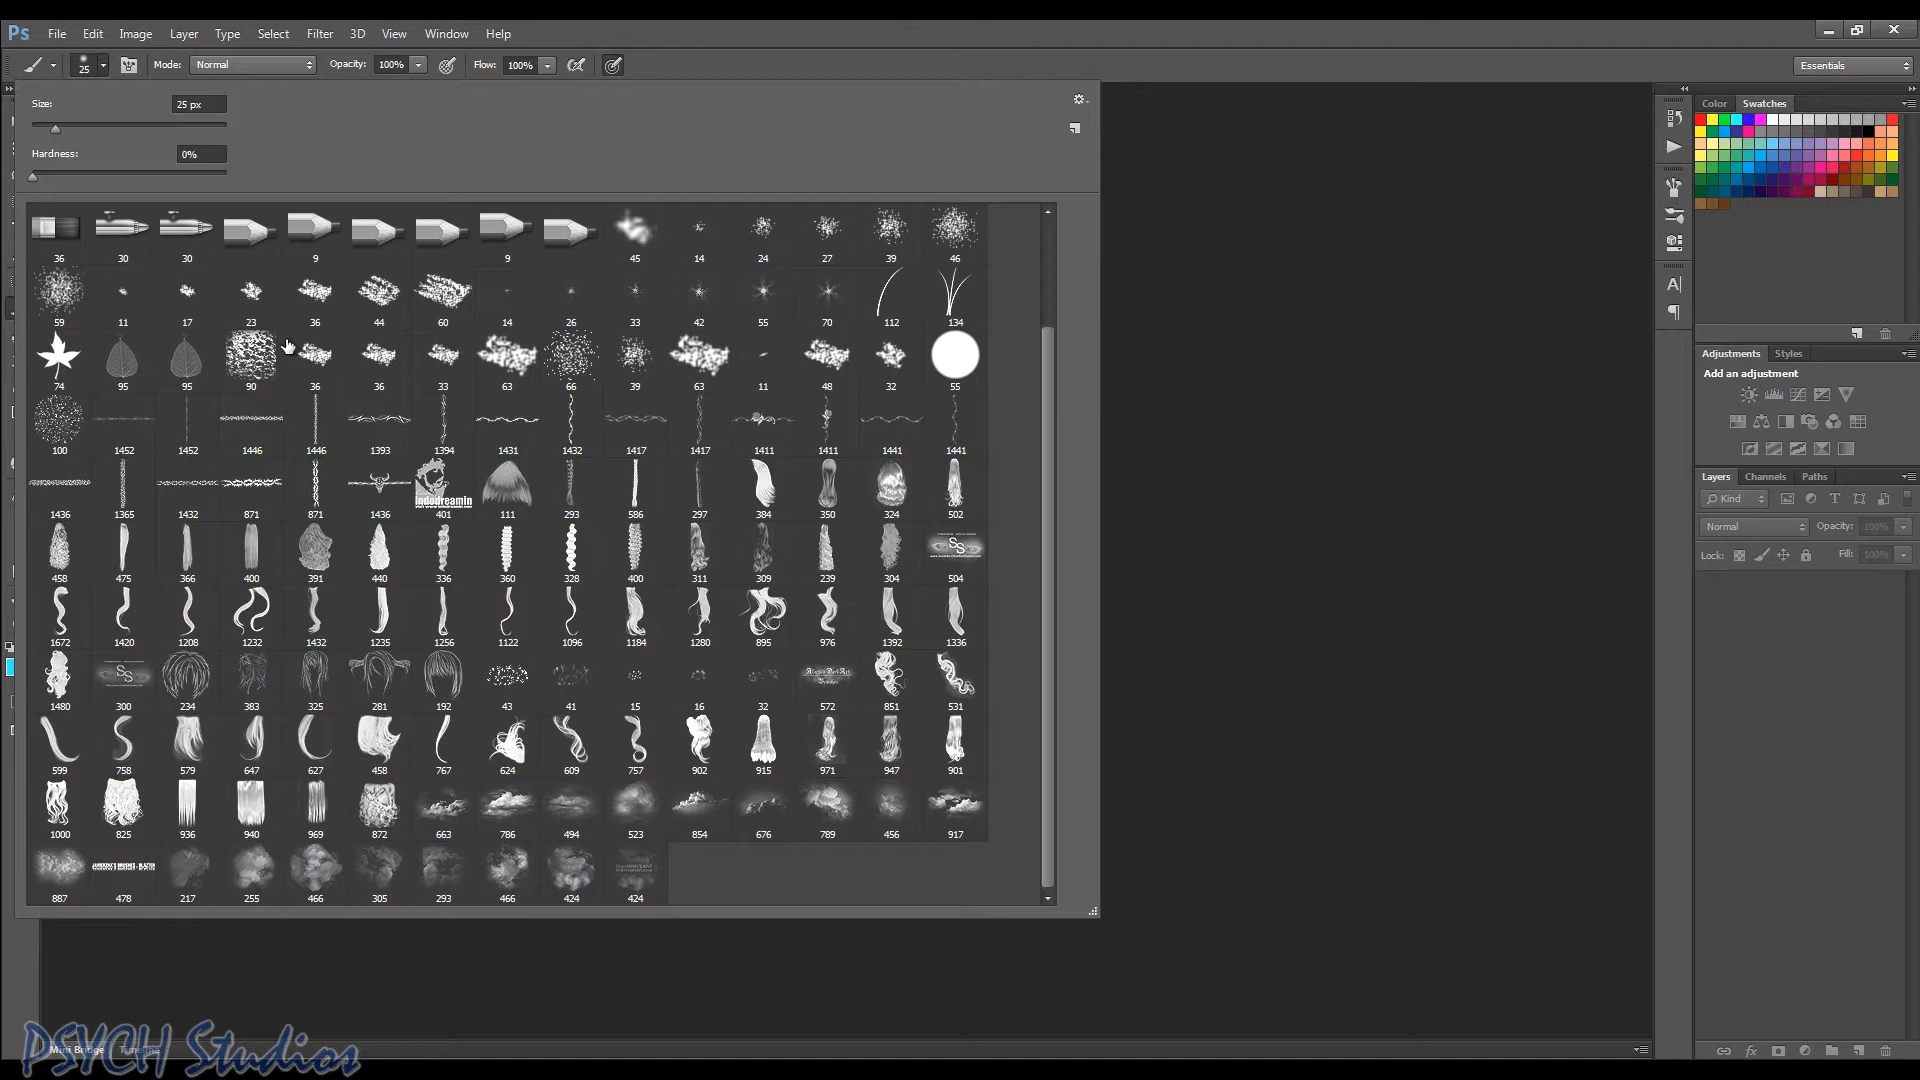 Ps File Edit Image Layer Type Select Filter 3D View Window Help
25 Mode: Normal Opacity: 100% Flow: 100% Essentials
Size: 25 px
Hardness: 0%
36 30 30 9 9 45 14 24 27 39 46
59 11 17 23 36 44 60 14 26 33 42 55 70 112 134
74 95 95 90 36 36 33 63 66 39 63 11 48 32 55
100 1452 1452 1446 1446 1393 1394 1431 1432 1417 1417 1411 1411 1441 1441
Indodreamin
1436 1365 1432 871 871 1436 401 111 293 586 297 384 350 324 502
SS
458 475 366 400 391 440 336 360 328 400 311 309 239 304 504
1672 1420 1208 1232 1432 1235 1256 1122 1096 1184 1280 895 976 1392 1336
SS
1480 300 234 383 325 281 192 43 41 15 16 32 572 851 531
599 758 579 647 627 458 767 624 609 757 902 915 971 947 901
1000 825 936 940 969 872 663 786 494 523 854 676 789 456 917
887 478 217 255 466 305 293 466 424 424
Color Swatches
Adjustments Styles
Add an adjustment
Layers Channels Paths
Kind
Normal Opacity: 100%
Lock: Fill: 100%
Mini Bridge Timeline
PSYCH Studios